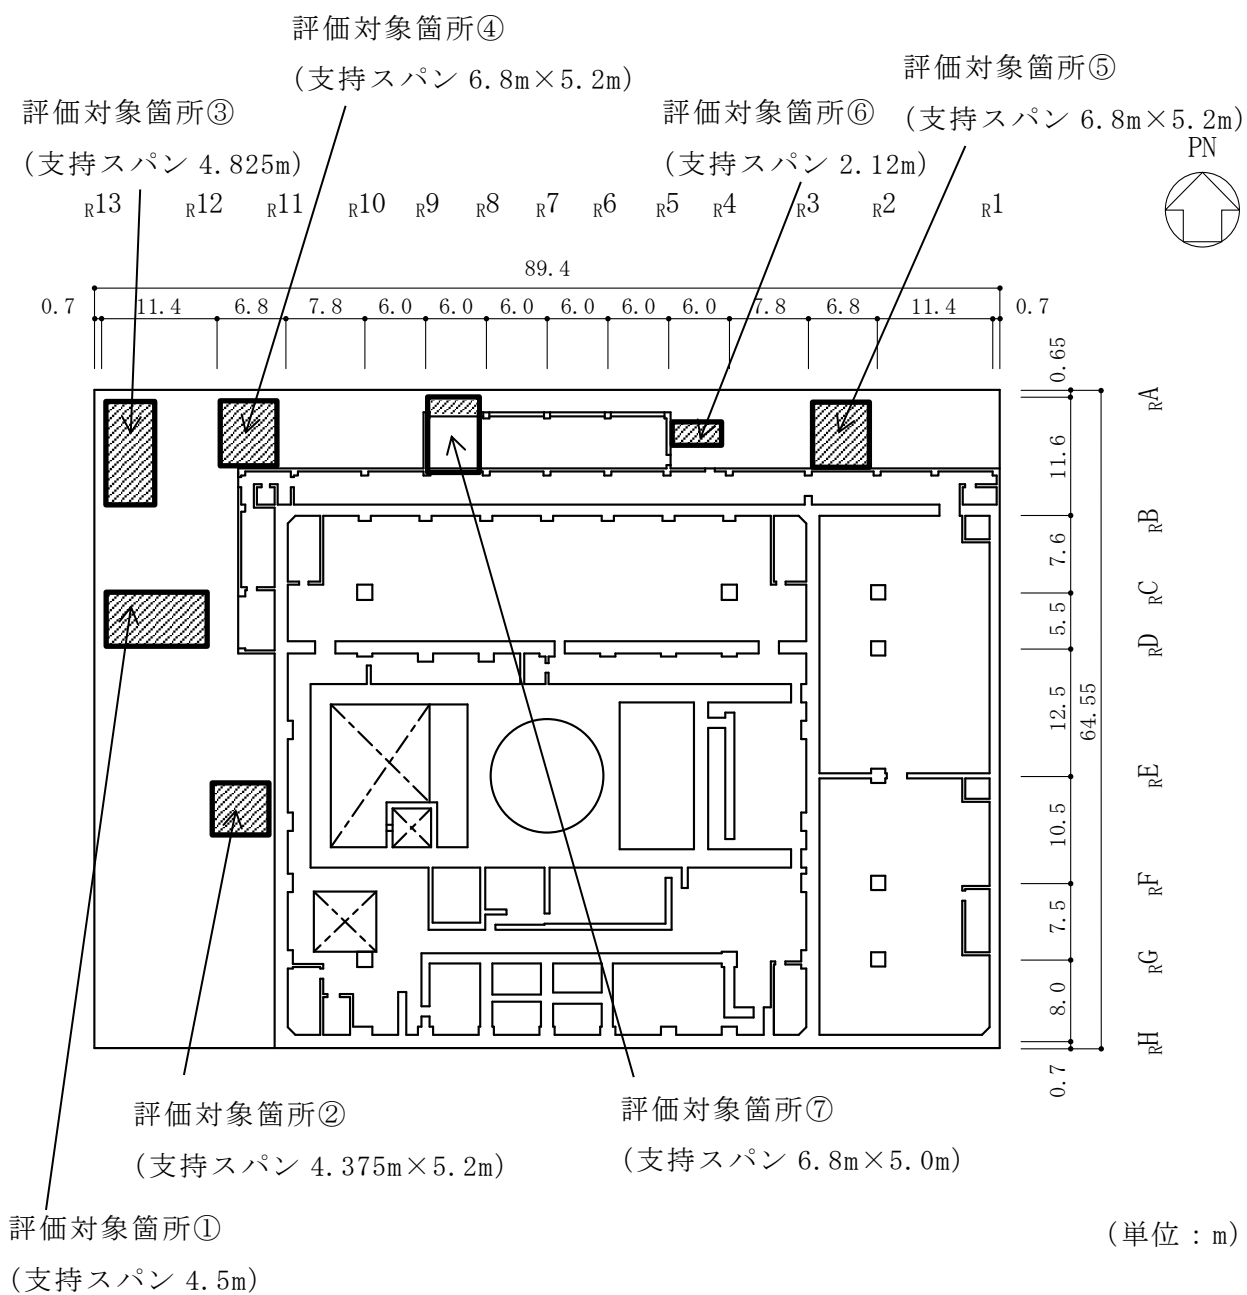 評価対象箇所④
(支持スパン 6.8m×5.2m)
評価対象箇所⑤
(支持スパン 6.8m×5.2m)
評価対象箇所③
(支持スパン 4.825m)
評価対象箇所⑥
(支持スパン 2.12m)
PN
R13 R12 R11 R10 R9 R8 R7 R6 R5 R4 R3 R2 R1
89.4
0.7 11.4 6.8 7.8 6.0 6.0 6.0 6.0 6.0 6.0 7.8 6.8 11.4 0.7
0.65
RA
11.6
RB
7.6
RC
5.5
RD
12.5
64.55
RE
10.5
RF
7.5
RG
8.0
RH
0.7
評価対象箇所②
(支持スパン 4.375m×5.2m)
評価対象箇所⑦
(支持スパン 6.8m×5.0m)
評価対象箇所①
(支持スパン 4.5m)
(単位:m)